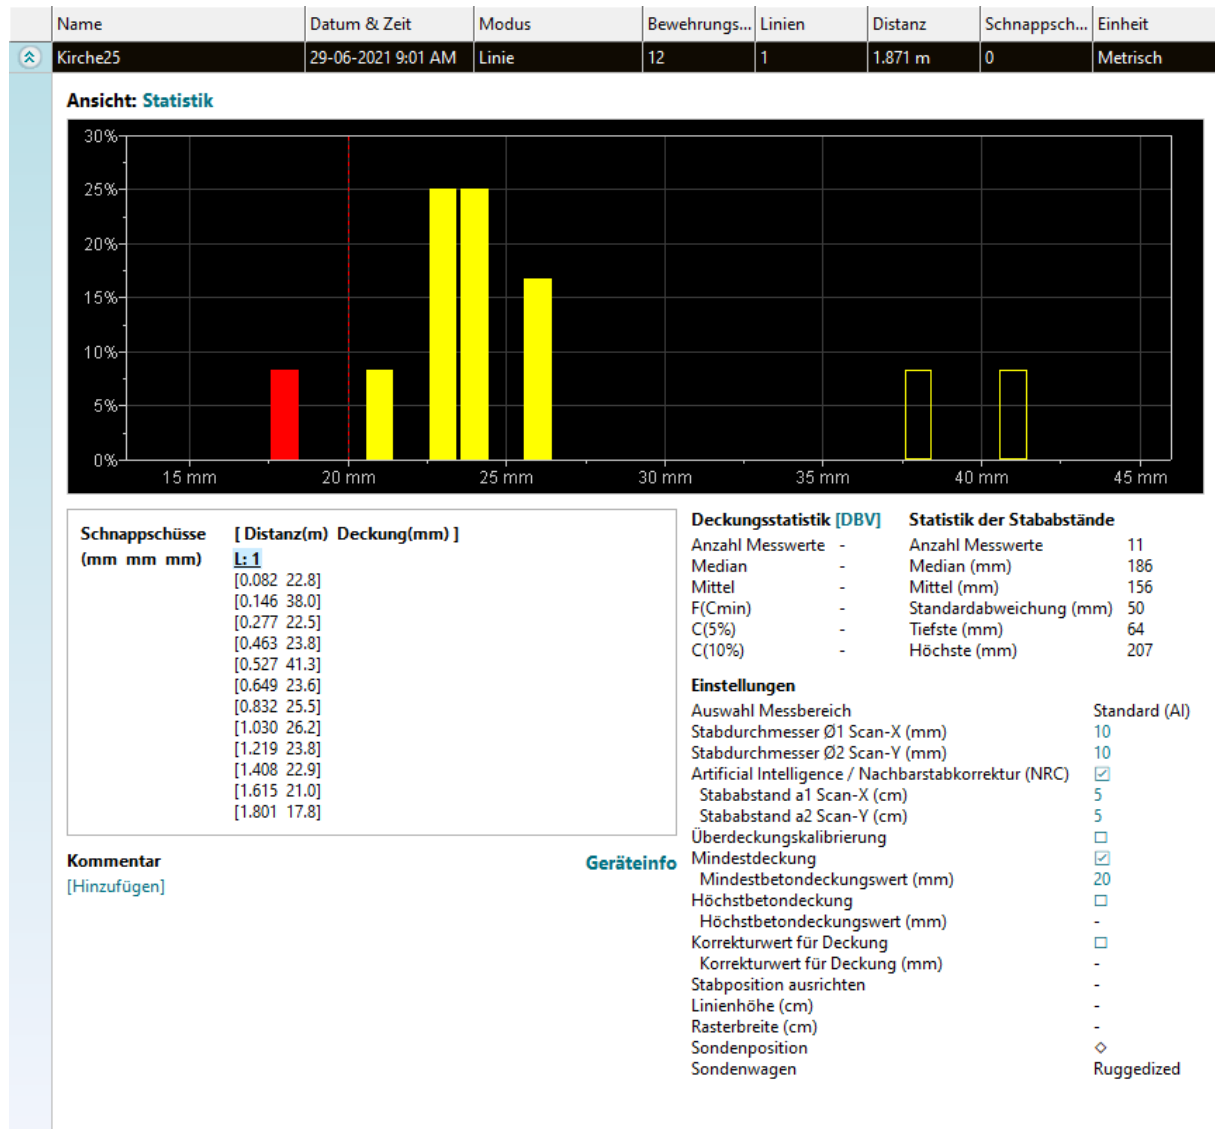 Name Datum & Zeit Modus Bewehrungs... Linien Distanz Schnappsch... Einheit
Kirche25 29-06-2021 9:01 AM Linie 12 1 1.871 m 0 Metrisch
Ansicht: Statistik
30%
25%
20%
15%
10%
5%
0%
15 mm 20 mm 25 mm 30 mm 35 mm 40 mm 45 mm
Schnappschüsse [ Distanz(m) Deckung(mm) ]
(mm mm mm) L: 1
[0.082 22.8]
[0.146 38.0]
[0.277 22.5]
[0.463 23.8]
[0.527 41.3]
[0.649 23.6]
[0.832 25.5]
[1.030 26.2]
[1.219 23.8]
[1.408 22.9]
[1.615 21.0]
[1.801 17.8]
Kommentar
[Hinzufügen]
Geräteinfo
Deckungsstatistik [DBV]
Anzahl Messwerte -
Median -
Mittel -
F(Cmin) -
C(5%) -
C(10%) -
Statistik der Stababstände
Anzahl Messwerte 11
Median (mm) 186
Mittel (mm) 156
Standardabweichung (mm) 50
Tiefste (mm) 64
Höchste (mm) 207
Einstellungen
Auswahl Messbereich Standard (AI)
Stabdurchmesser Ø1 Scan-X (mm) 10
Stabdurchmesser Ø2 Scan-Y (mm) 10
Artificial Intelligence / Nachbarstabkorrektur (NRC) ☑
Stababstand a1 Scan-X (cm) 5
Stababstand a2 Scan-Y (cm) 5
Überdeckungskalibrierung ☐
Mindestdeckung ☑
Mindestbetondeckungswert (mm) 20
Höchstbetondeckung ☐
Höchstbetondeckungswert (mm) -
Korrekturwert für Deckung ☐
Korrekturwert für Deckung (mm) -
Stabposition ausrichten -
Linienhöhe (cm) -
Rasterbreite (cm) -
Sondenposition ◇
Sondenwagen Ruggedized